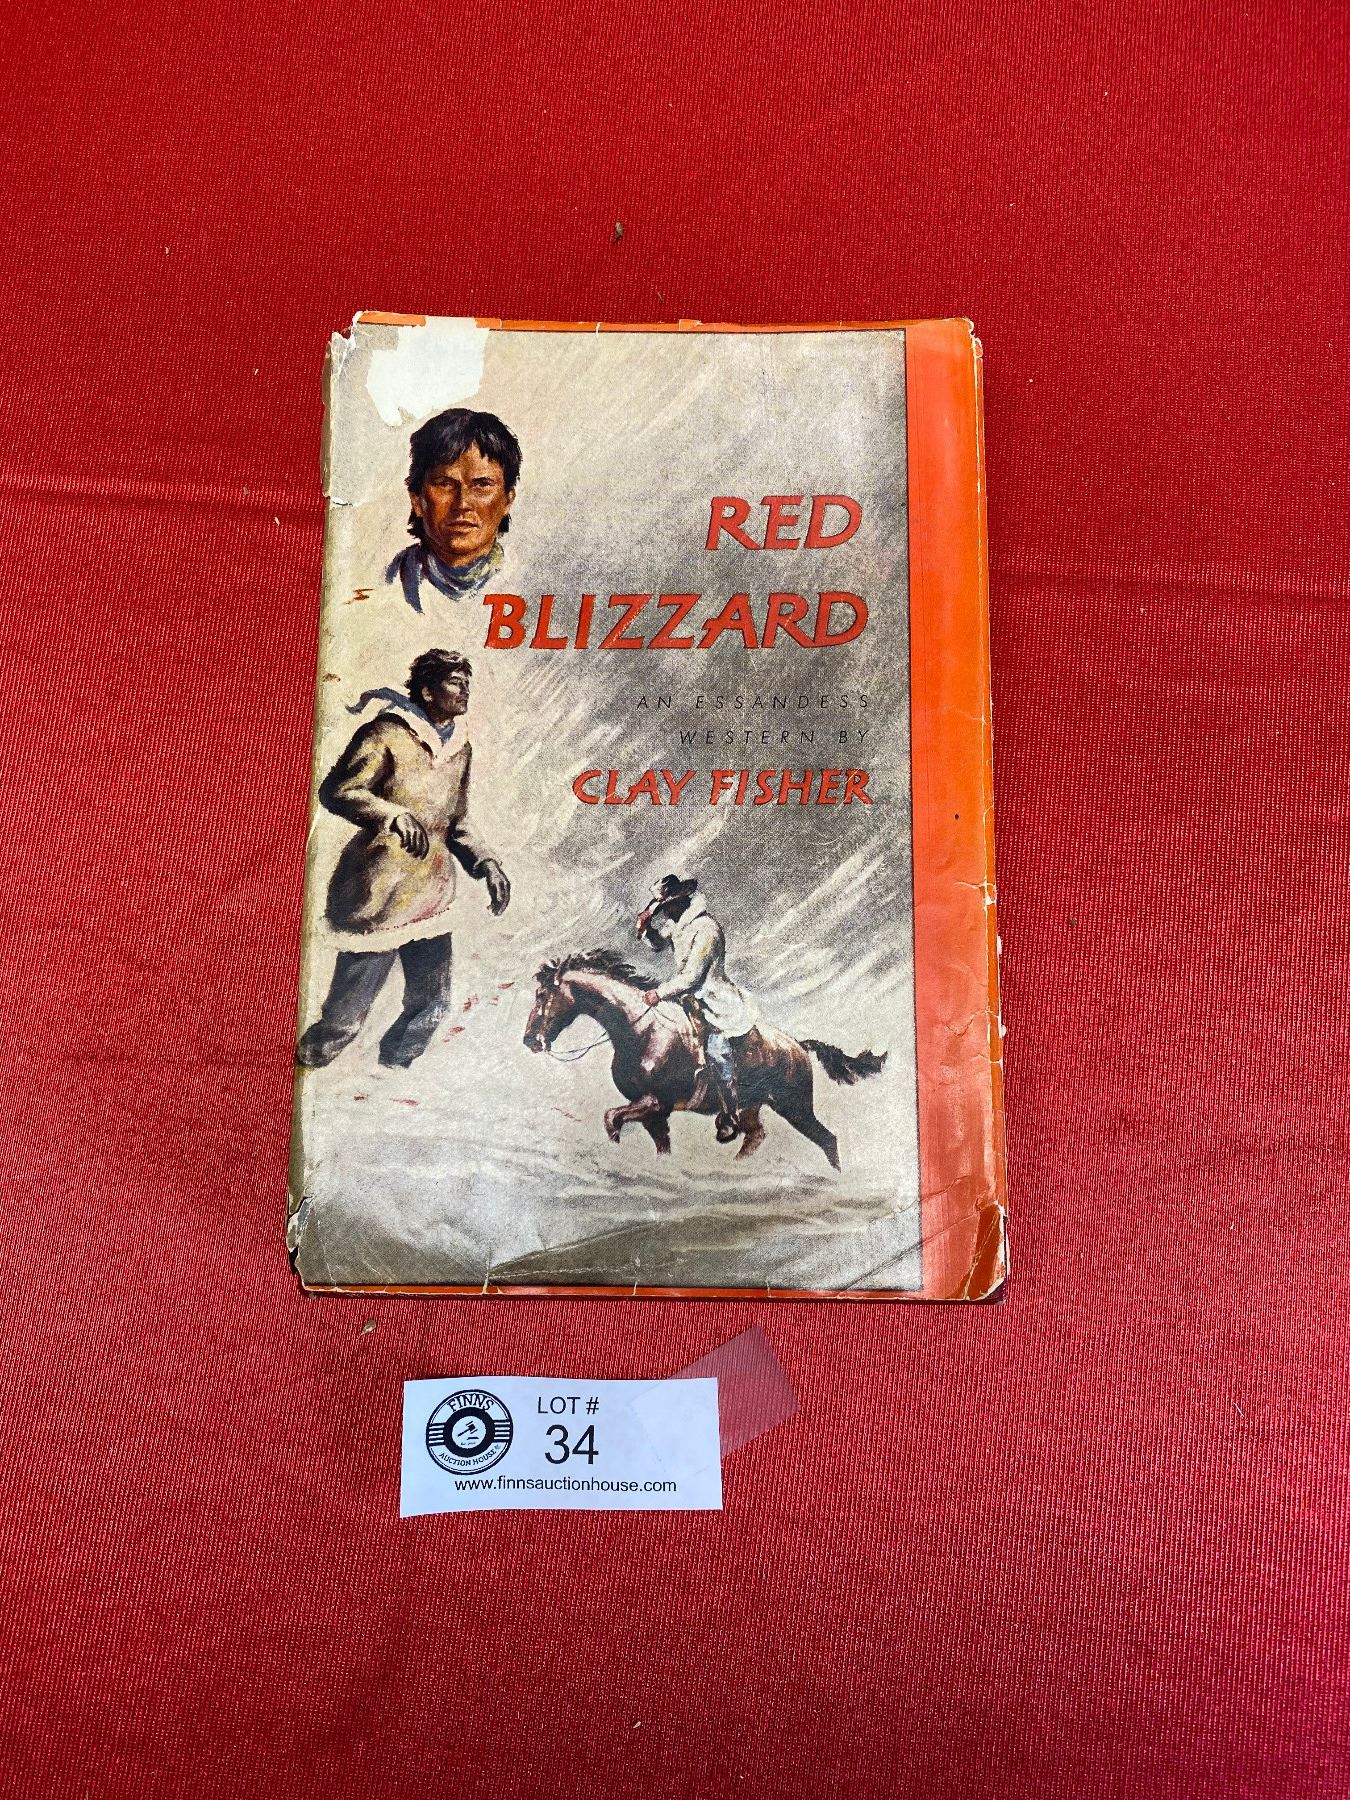 RED
BLIZZARD
AN ESSANDESS
WESTERN BY
CLAY FISHER
FINNS
AUCTION HOUSE
LOT #
34
www.finnsauctionhouse.com